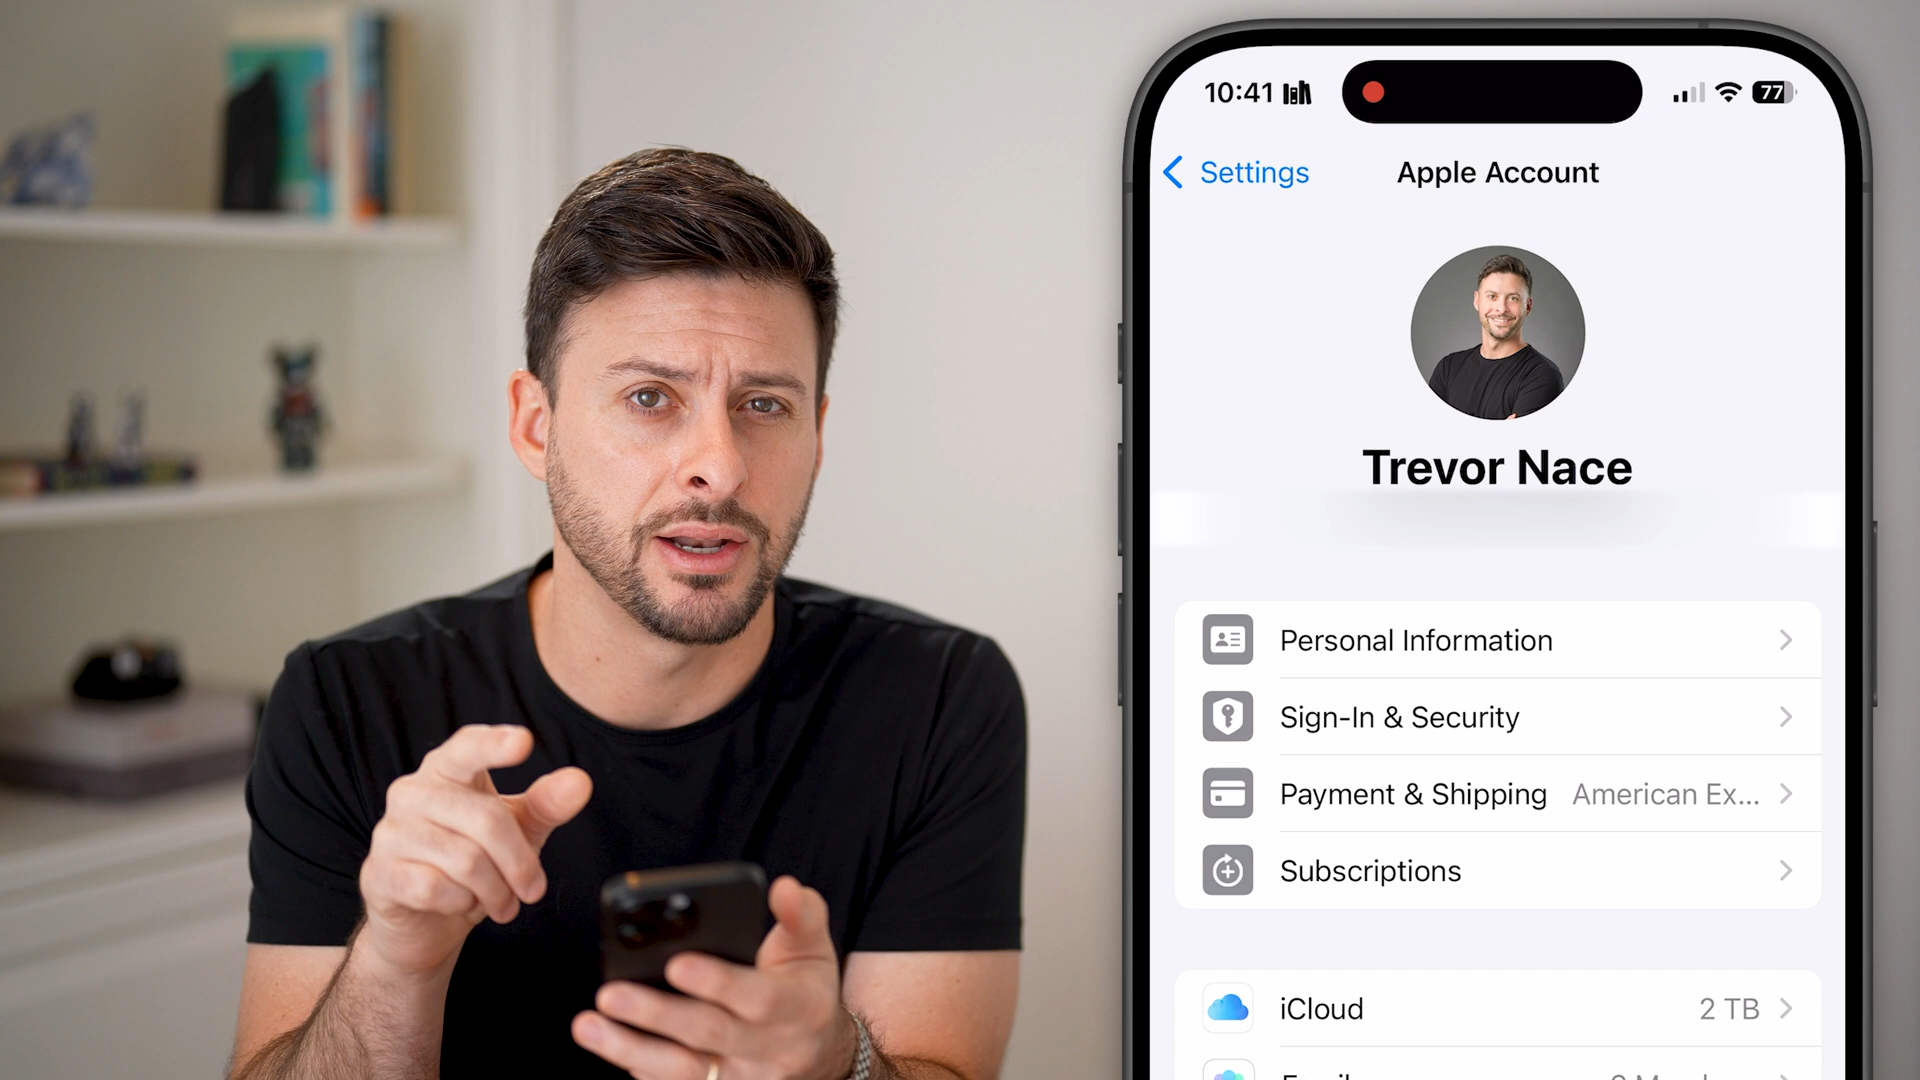 10:41
77
Settings
Apple Account
Trevor Nace
Personal Information
Sign-In & Security
Payment & Shipping American Ex...
Subscriptions
iCloud 2 TB